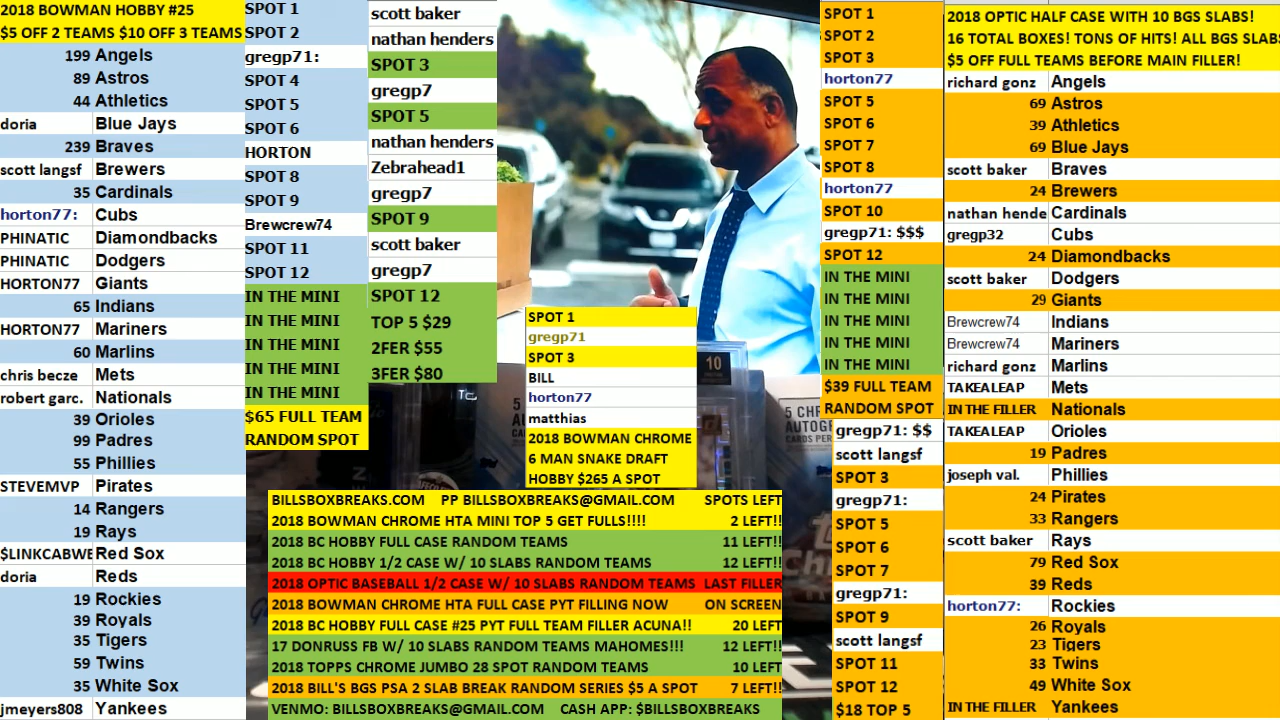 2018 BOWMAN HOBBY #25
$5 OFF 2 TEAMS $10 OFF 3 TEAMS
199 Angels
89 Astros
44 Athletics
doria Blue Jays
239 Braves
scott langsf Brewers
35 Cardinals
horton77: Cubs
PHINATIC Diamondbacks
PHINATIC Dodgers
HORTON77 Giants
65 Indians
HORTON77 Mariners
60 Marlins
chris becze Mets
robert garc. Nationals
39 Orioles
99 Padres
55 Phillies
STEVEMVP Pirates
14 Rangers
19 Rays
$LINKCABWE Red Sox
doria Reds
19 Rockies
39 Royals
35 Tigers
59 Twins
35 White Sox
jmeyers808 Yankees
SPOT 1
SPOT 2
gregp71:
SPOT 4
SPOT 5
SPOT 6
HORTON
SPOT 8
SPOT 9
Brewcrew74
SPOT 11
SPOT 12
IN THE MINI
IN THE MINI
IN THE MINI
IN THE MINI
IN THE MINI
$65 FULL TEAM
RANDOM SPOT
scott baker
nathan henders
SPOT 3
gregp7
SPOT 5
nathan henders
Zebrahead1
gregp7
SPOT 9
scott baker
gregp7
SPOT 12
TOP 5 $29
2FER $55
3FER $80
SPOT 1
gregp71
SPOT 3
BILL
horton77
matthias
2018 BOWMAN CHROME
6 MAN SNAKE DRAFT
HOBBY $265 A SPOT
10
BILLSBOXBREAKS.COM PP BILLSBOXBREAKS@GMAIL.COM SPOTS LEFT
2018 BOWMAN CHROME HTA MINI TOP 5 GET FULLS!!!! 2 LEFT!!
2018 BC HOBBY FULL CASE RANDOM TEAMS 11 LEFT!!
2018 BC HOBBY 1/2 CASE W/ 10 SLABS RANDOM TEAMS 12 LEFT!!
2018 OPTIC BASEBALL 1/2 CASE W/ 10 SLABS RANDOM TEAMS LAST FILLER
2018 BOWMAN CHROME HTA FULL CASE PYT FILLING NOW ON SCREEN
2018 BC HOBBY FULL CASE #25 PYT FULL TEAM FILLER ACUNA!! 20 LEFT
17 DONRUSS FB W/ 10 SLABS RANDOM TEAMS MAHOMES!!! 12 LEFT!!
2018 TOPPS CHROME JUMBO 28 SPOT RANDOM TEAMS 10 LEFT
2018 BILL'S BGS PSA 2 SLAB BREAK RANDOM SERIES $5 A SPOT 7 LEFT!!
VENMO: BILLSBOXBREAKS@GMAIL.COM CASH APP: $BILLSBOXBREAKS
SPOT 1
SPOT 2
SPOT 3
horton77
SPOT 5
SPOT 6
SPOT 7
SPOT 8
horton77
SPOT 10
gregp71: $$$
SPOT 12
IN THE MINI
IN THE MINI
IN THE MINI
IN THE MINI
IN THE MINI
$39 FULL TEAM
RANDOM SPOT
gregp71: $$
scott langsf
SPOT 3
gregp71:
SPOT 5
SPOT 6
SPOT 7
gregp71:
SPOT 9
scott langsf
SPOT 11
SPOT 12
$18 TOP 5
2018 OPTIC HALF CASE WITH 10 BGS SLABS!
16 TOTAL BOXES! TONS OF HITS! ALL BGS SLABS
$5 OFF FULL TEAMS BEFORE MAIN FILLER!
richard gonz Angels
69 Astros
39 Athletics
69 Blue Jays
scott baker Braves
24 Brewers
nathan hende Cardinals
gregp32 Cubs
24 Diamondbacks
scott baker Dodgers
29 Giants
Brewcrew74 Indians
Brewcrew74 Mariners
richard gonz Marlins
TAKEALEAP Mets
IN THE FILLER Nationals
TAKEALEAP Orioles
19 Padres
joseph val. Phillies
24 Pirates
33 Rangers
scott baker Rays
79 Red Sox
39 Reds
horton77: Rockies
26 Royals
23 Tigers
33 Twins
49 White Sox
IN THE FILLER Yankees